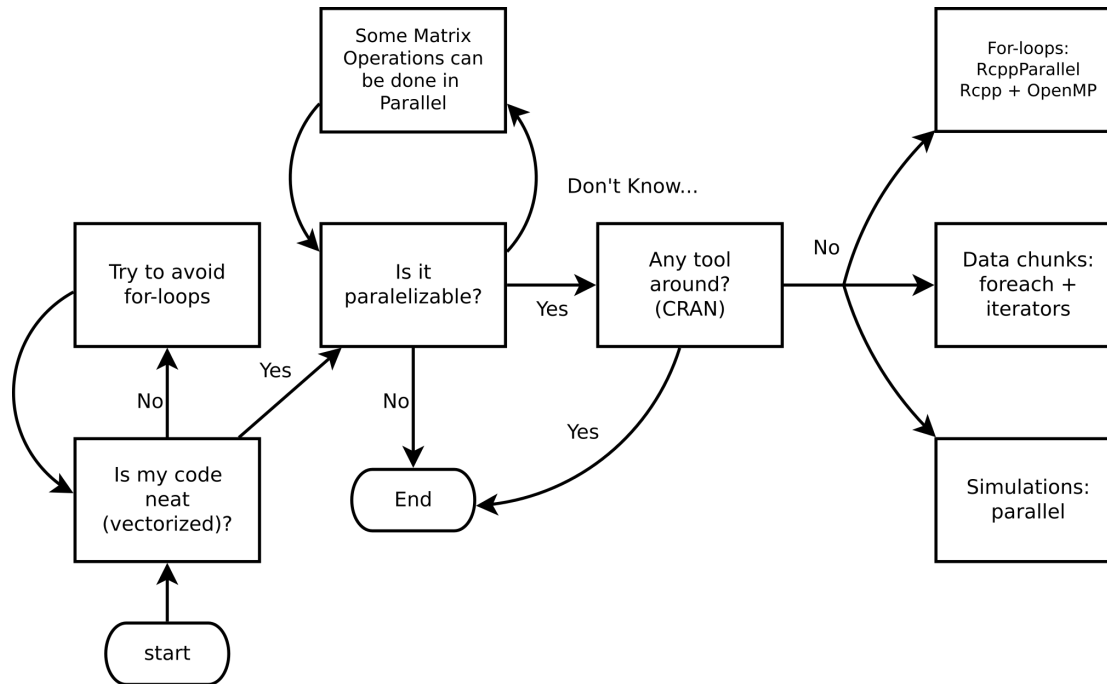 Some Matrix
Operations can
be done in
Parallel
For-loops:
RcppParallel
Rcpp + OpenMP
Don't Know...
Try to avoid
for-loops
Is it
paralelizable?
Yes
Any tool
around?
(CRAN)
No
Data chunks:
foreach +
iterators
No
Yes
No
Yes
Is my code
neat
(vectorized)?
End
Simulations:
parallel
start